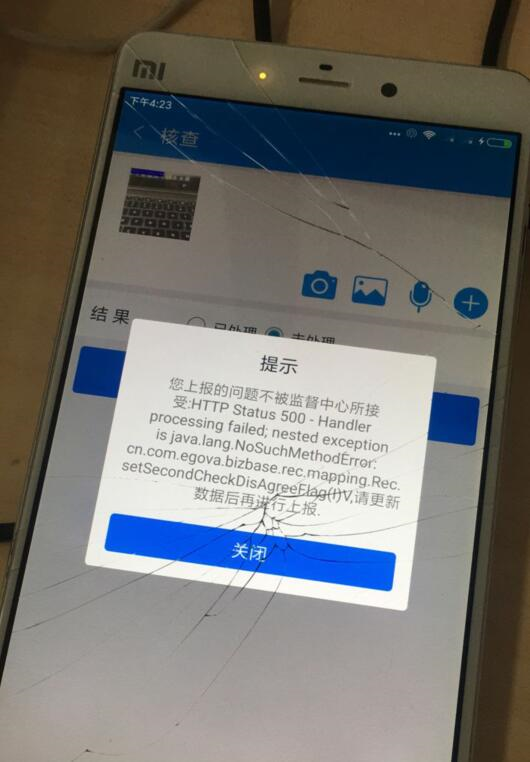 mi
下午4:23
核查
结果
已处理
未处理
提示
您上报的问题不被监督中心所接
受:HTTP Status 500 - Handler
processing failed; nested exception
is java.lang.NoSuchMethodError:
cn.com.egova.bizbase.rec.mapping.Rec.
setSecondCheckDisAgreeFlag(I)V,请更新
数据后再进行上报.
关闭